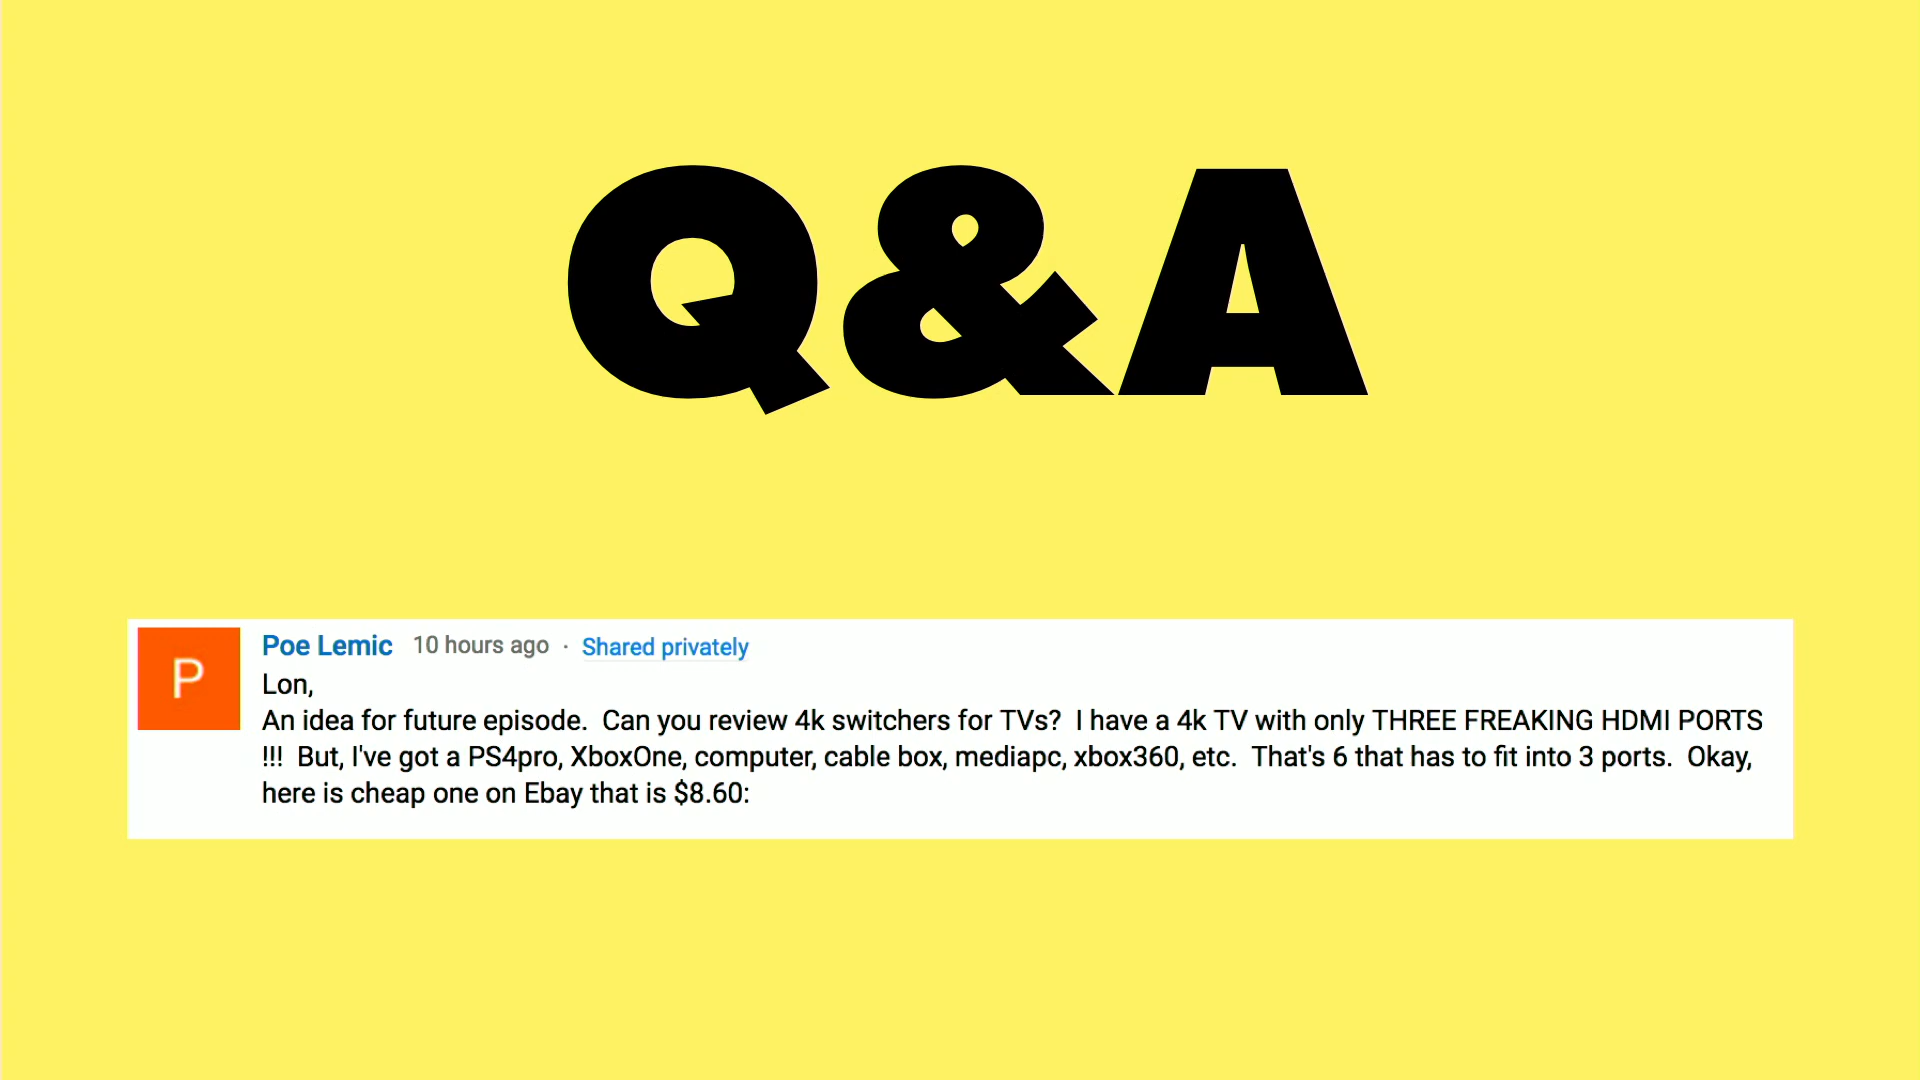 Q&A
P
Poe Lemic 10 hours ago · Shared privately
Lon,
An idea for future episode.  Can you review 4k switchers for TVs?  I have a 4k TV with only THREE FREAKING HDMI PORTS
!!!  But, I've got a PS4pro, XboxOne, computer, cable box, mediapc, xbox360, etc.  That's 6 that has to fit into 3 ports.  Okay,
here is cheap one on Ebay that is $8.60: